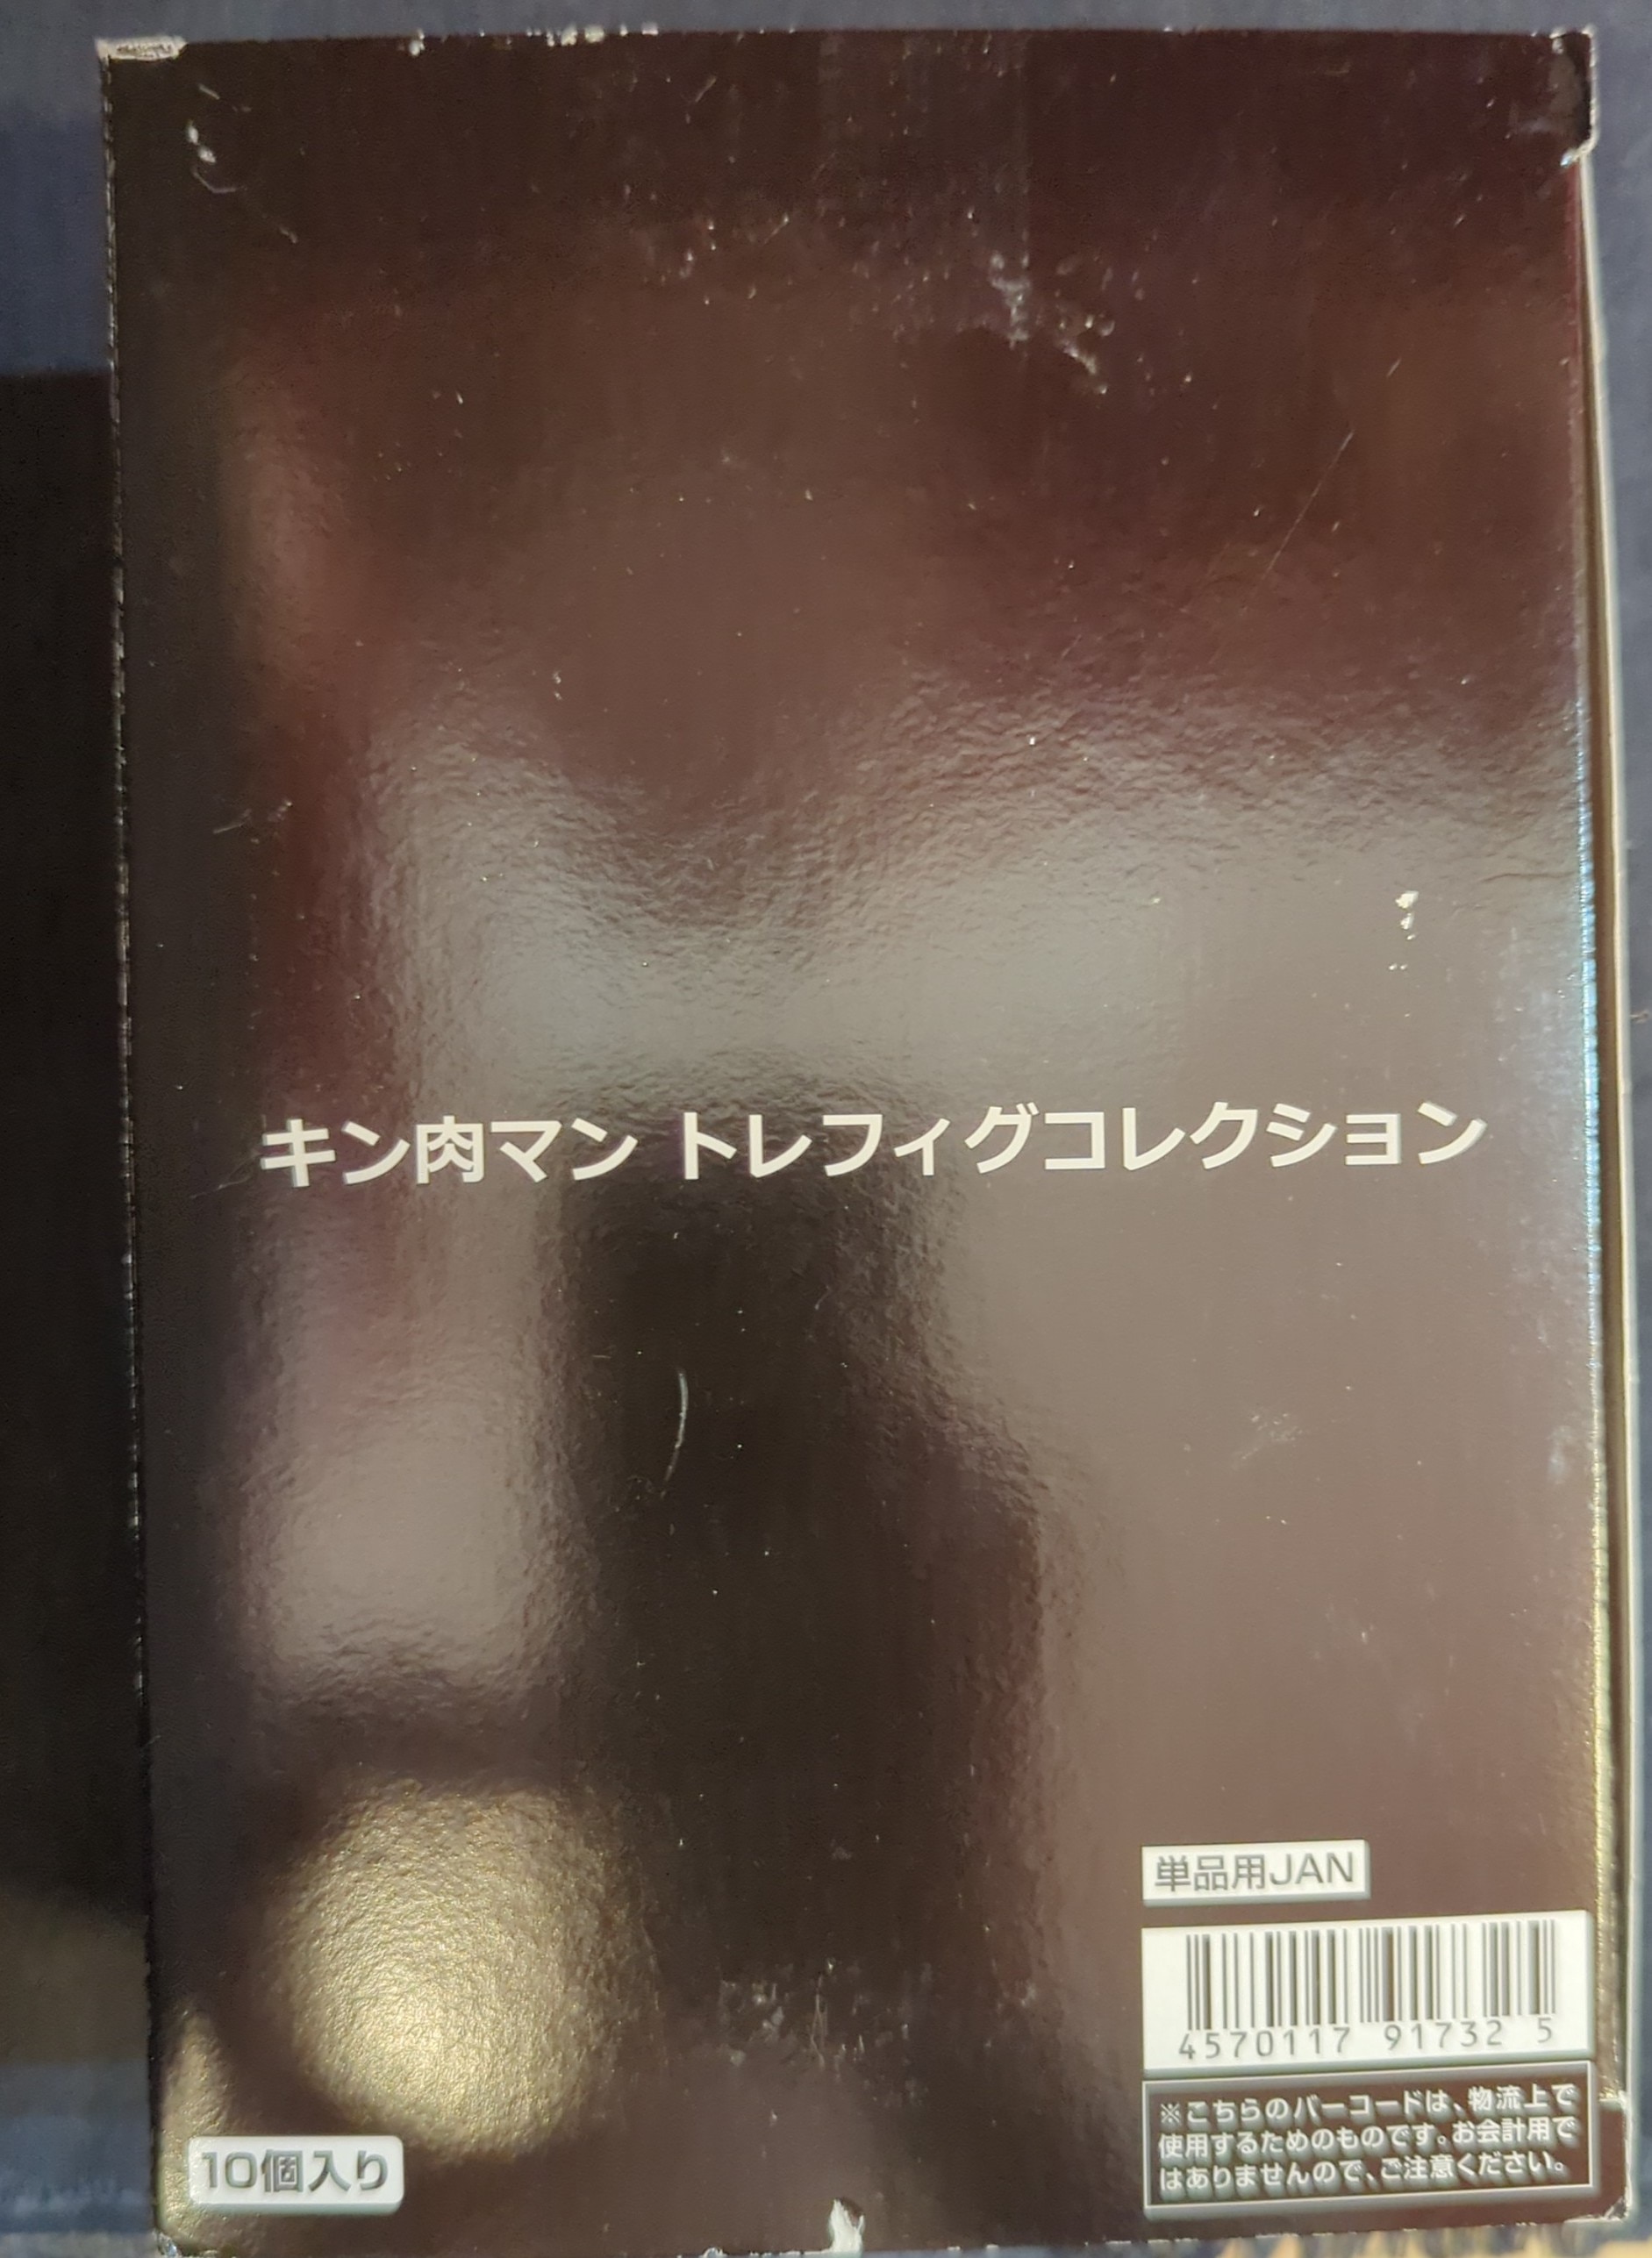 キン肉マン トレフィグコレクション
単品用JAN
4570117 91732 5
※こちらのバーコードは、物流上で
使用するためのものです。お会計用で
はありませんので、ご注意ください。
10個入り